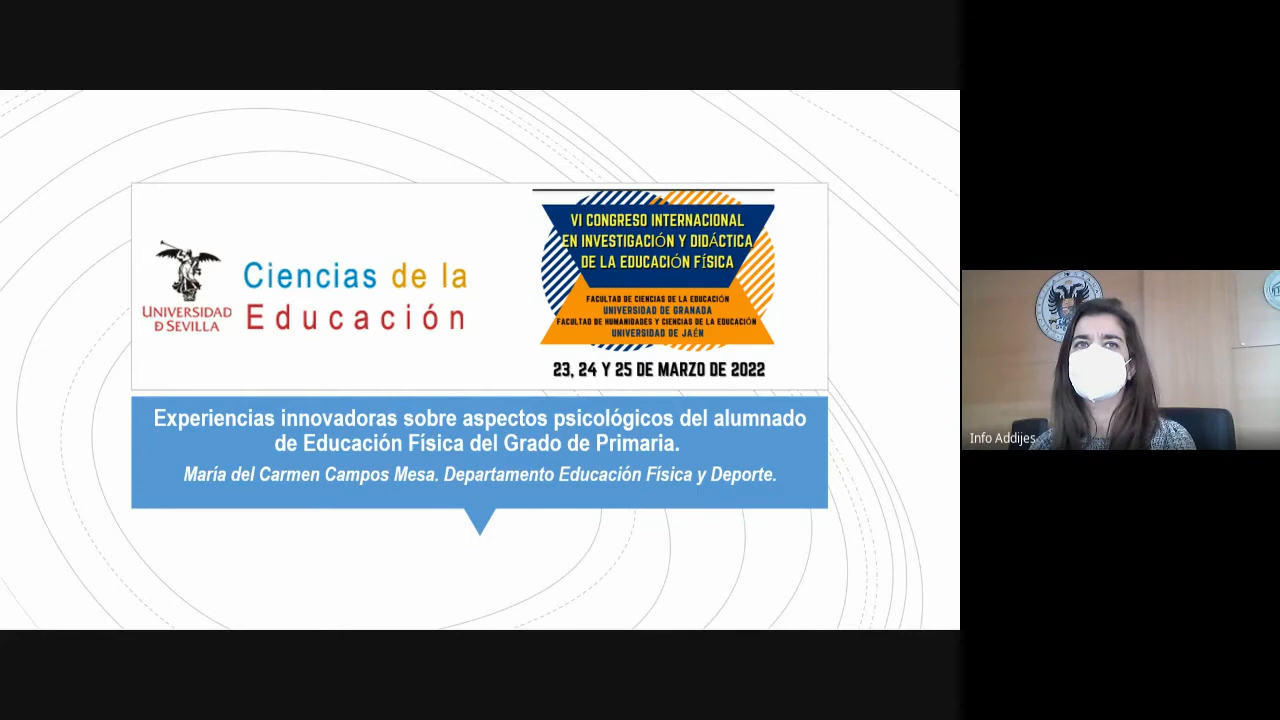 UNIVERSIDAD
D SEVILLA
Ciencias de la
Educación
VI CONGRESO INTERNACIONAL
EN INVESTIGACIÓN Y DIDÁCTICA
DE LA EDUCACIÓN FÍSICA
FACULTAD DE CIENCIAS DE LA EDUCACIÓN
UNIVERSIDAD DE GRANADA
FACULTAD DE HUMANIDADES Y CIENCIAS DE LA EDUCACIÓN
UNIVERSIDAD DE JAÉN
23, 24 Y 25 DE MARZO DE 2022
Experiencias innovadoras sobre aspectos psicológicos del alumnado
de Educación Física del Grado de Primaria.
María del Carmen Campos Mesa. Departamento Educación Física y Deporte.
Info Addijes